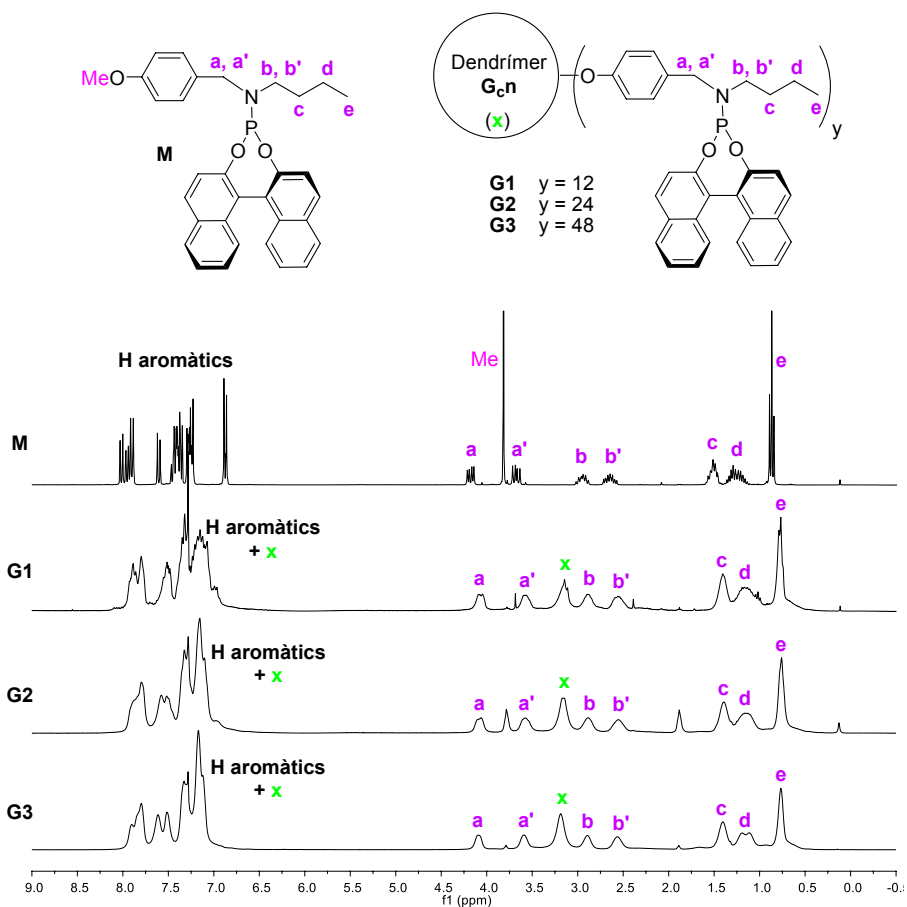 a, a'
b, b'
d
MeO
N
c
e
P
O
O
M
Dendrímer
Gcn
(x)
O
a, a'
b, b'
d
N
c
e
y
P
O
O
G1 y = 12
G2 y = 24
G3 y = 48
H aromàtics
Me
e
M
a
a'
b
b'
c
d
H aromàtics
+ x
e
G1
a
a'
x
b
b'
c
d
H aromàtics
+ x
e
G2
a
a'
x
b
b'
c
d
H aromàtics
+ x
e
G3
a
a'
x
b
b'
c
d
9.0 8.5 8.0 7.5 7.0 6.5 6.0 5.5 5.0 4.5 4.0 3.5 3.0 2.5 2.0 1.5 1.0 0.5 0.0 -0.5
f1 (ppm)